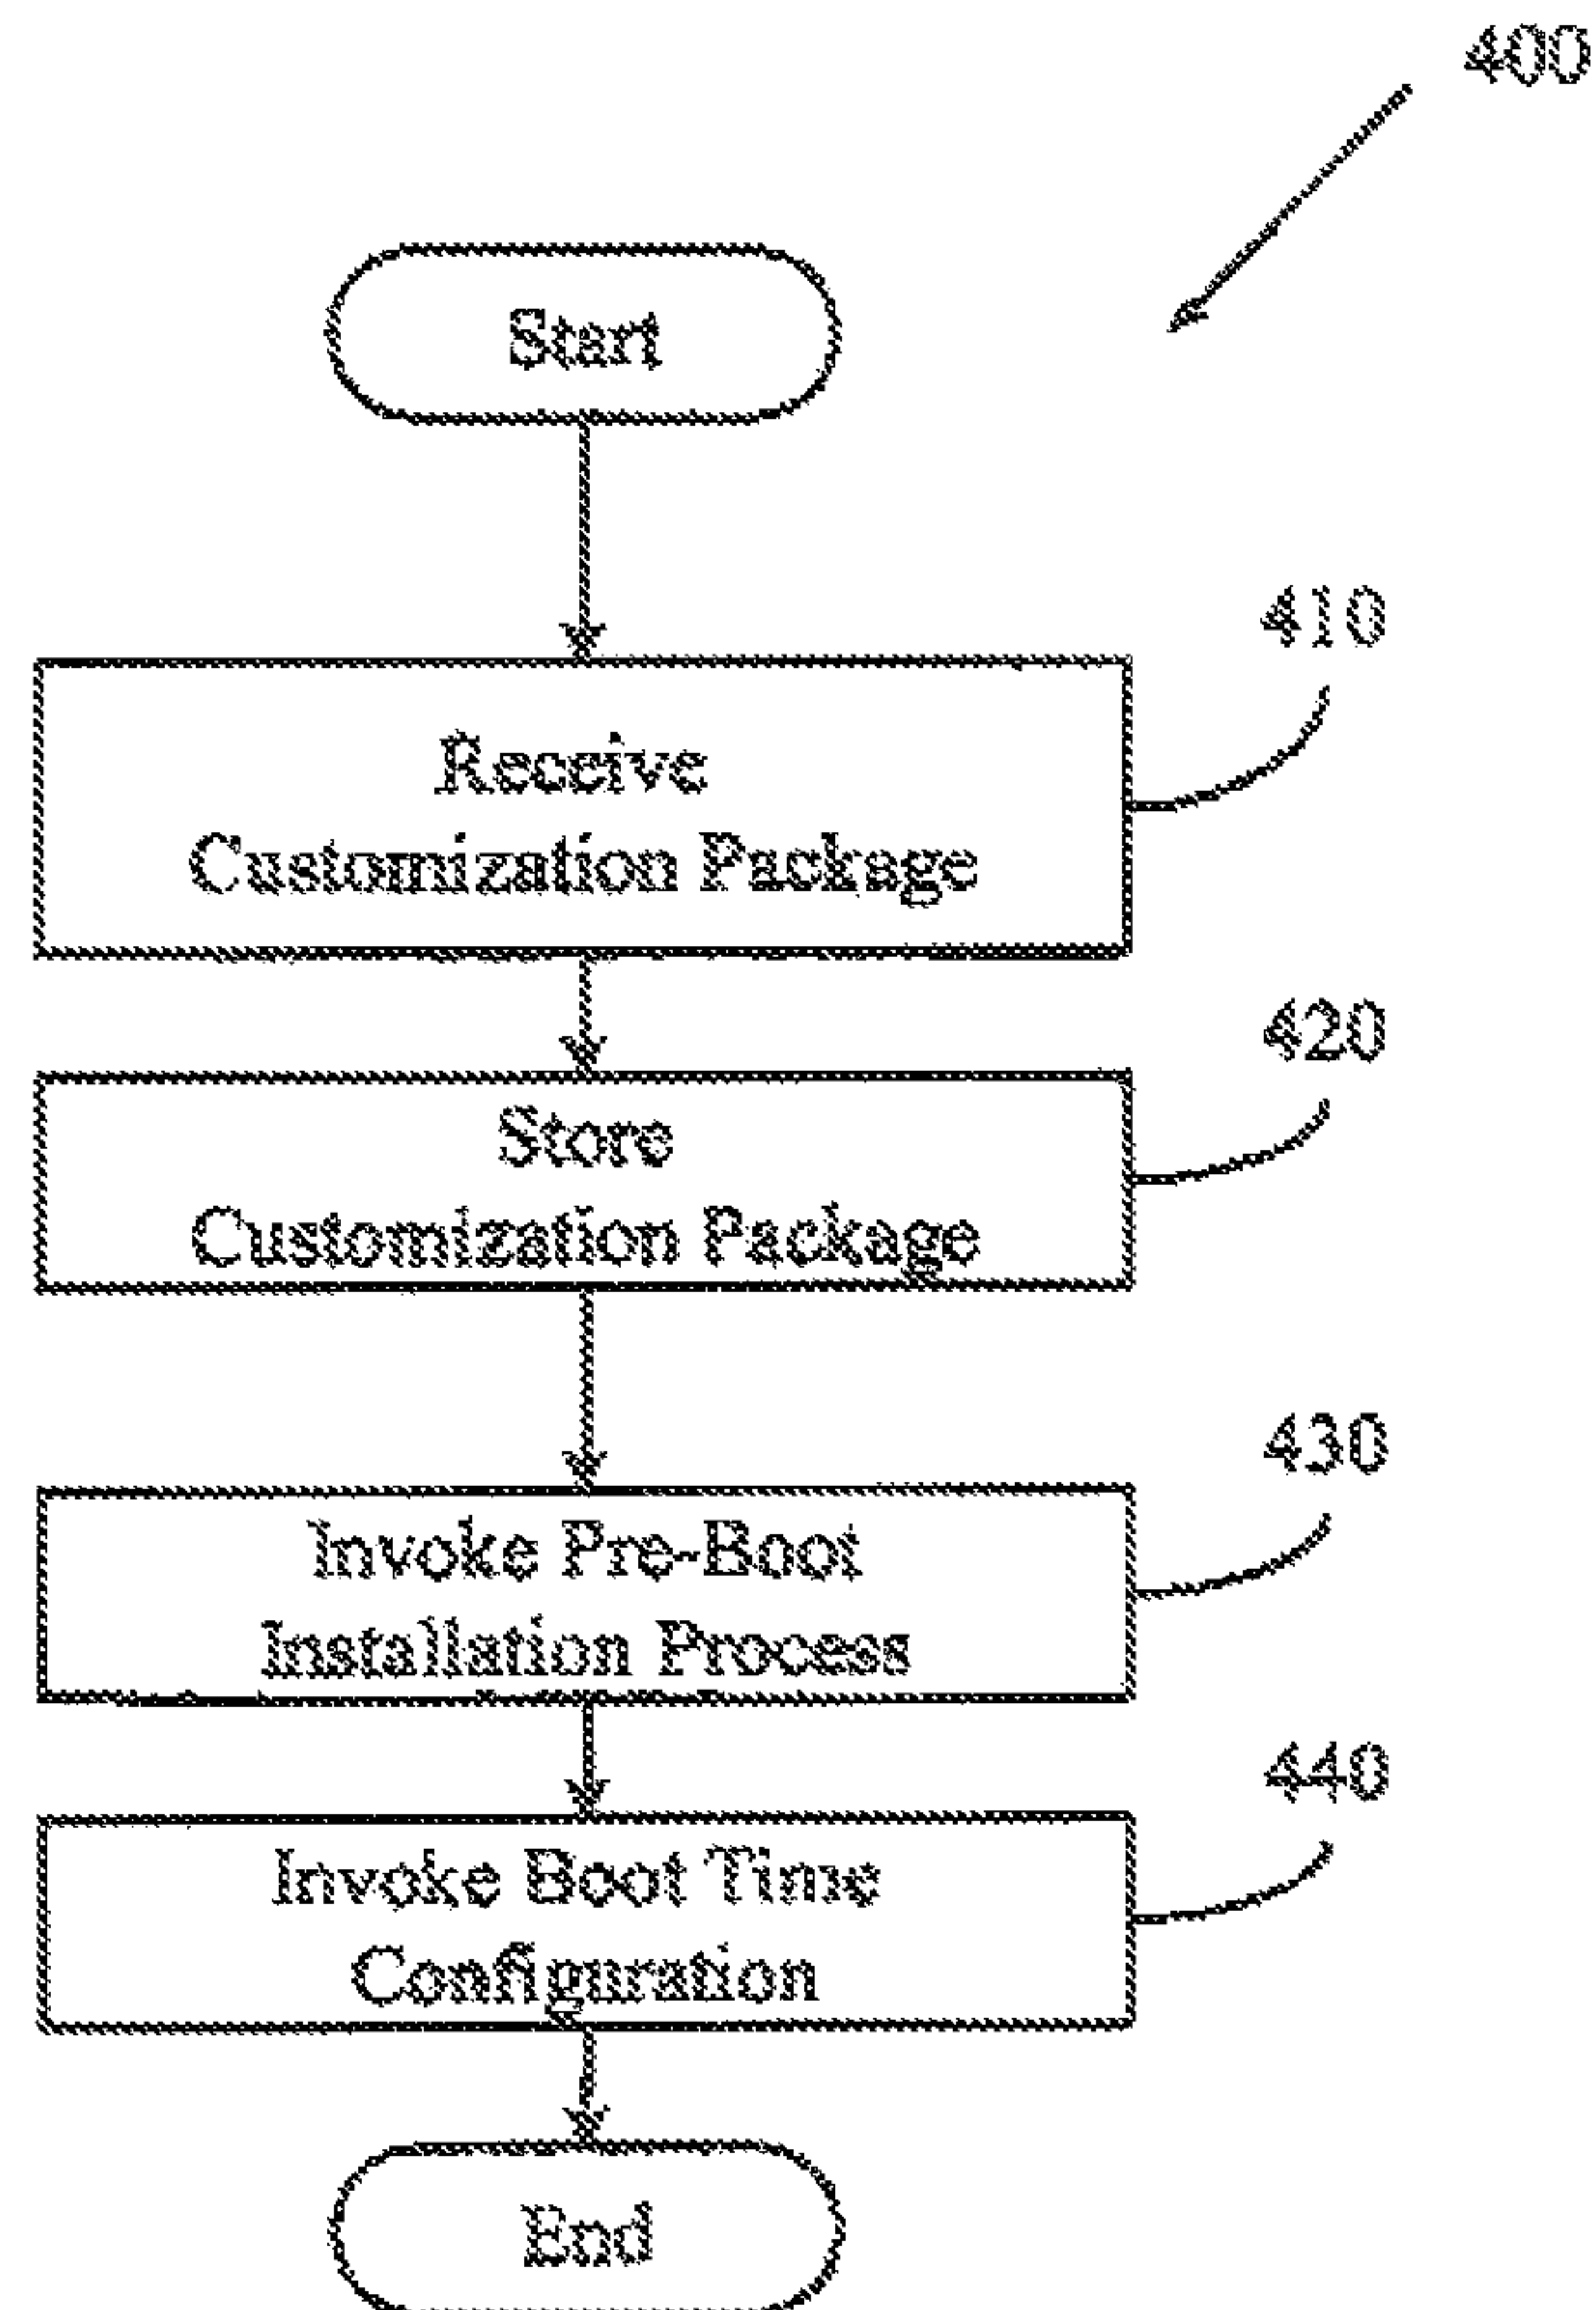 400
Start
410
Receive
Customization Package
420
Store
Customization Package
430
Invoke Pre-Boot
Installation Process
440
Invoke Boot Time
Configuration
End